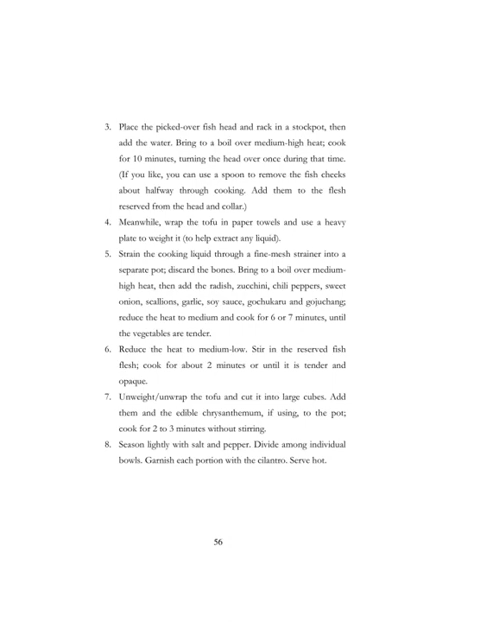 3. Place the picked-over fish head and rack in a stockpot, then
add the water. Bring to a boil over medium-high heat; cook
for 10 minutes, turning the head over once during that time.
(If you like, you can use a spoon to remove the fish cheeks
about halfway through cooking. Add them to the flesh
reserved from the head and collar.)
4. Meanwhile, wrap the tofu in paper towels and use a heavy
plate to weight it (to help extract any liquid).
5. Strain the cooking liquid through a fine-mesh strainer into a
separate pot; discard the bones. Bring to a boil over medium-
high heat, then add the radish, zucchini, chili peppers, sweet
onion, scallions, garlic, soy sauce, gochukaru and gojuchang;
reduce the heat to medium and cook for 6 or 7 minutes, until
the vegetables are tender.
6. Reduce the heat to medium-low. Stir in the reserved fish
flesh; cook for about 2 minutes or until it is tender and
opaque.
7. Unweight/unwrap the tofu and cut it into large cubes. Add
them and the edible chrysanthemum, if using, to the pot;
cook for 2 to 3 minutes without stirring.
8. Season lightly with salt and pepper. Divide among individual
bowls. Garnish each portion with the cilantro. Serve hot.
56